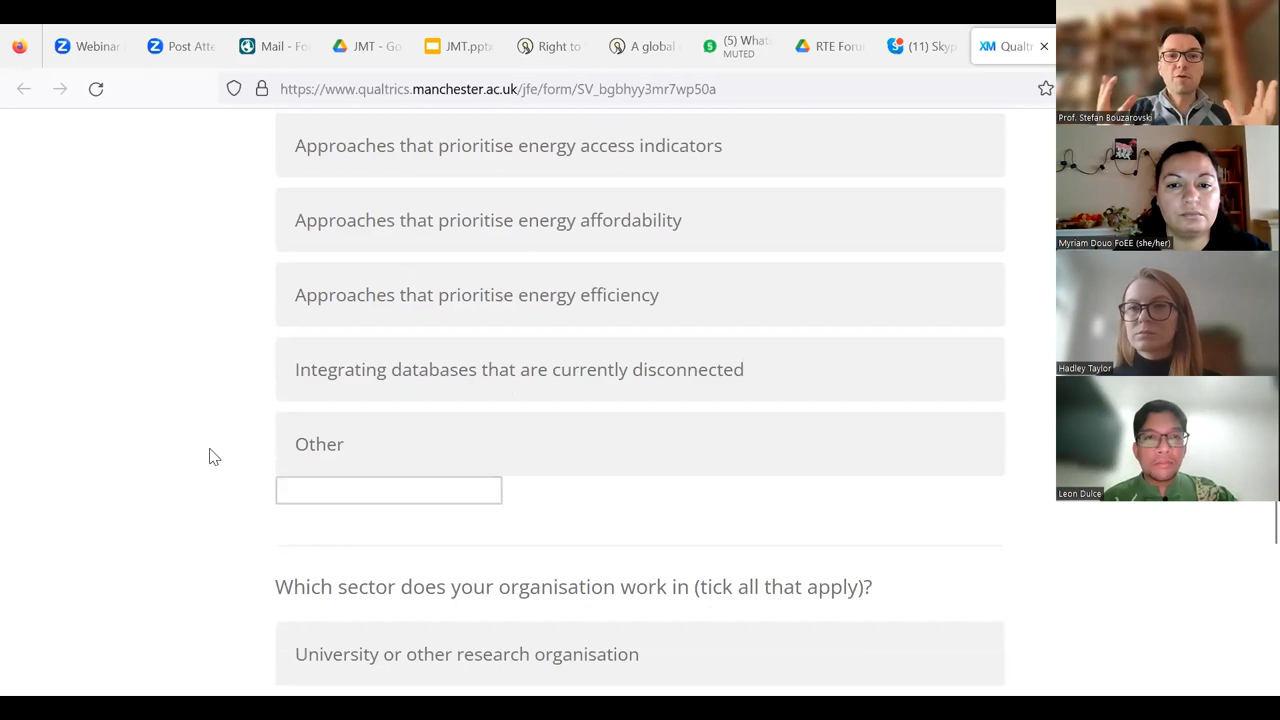 Webinar
Post Atte
Mail - Fo
JMT - Go
JMT.pptx
Right to
A global
(5) What
MUTED
RTE Foru
(11) Skyp
XM Qualtr
https://www.qualtrics.manchester.ac.uk/jfe/form/SV_bgbhyy3mr7wp50a
Approaches that prioritise energy access indicators
Approaches that prioritise energy affordability
Approaches that prioritise energy efficiency
Integrating databases that are currently disconnected
Other
Which sector does your organisation work in (tick all that apply)?
University or other research organisation
Prof. Stefan Bouzarovski
Myriam Douo FoEE (she/her)
Hadley Taylor
Leon Dulce